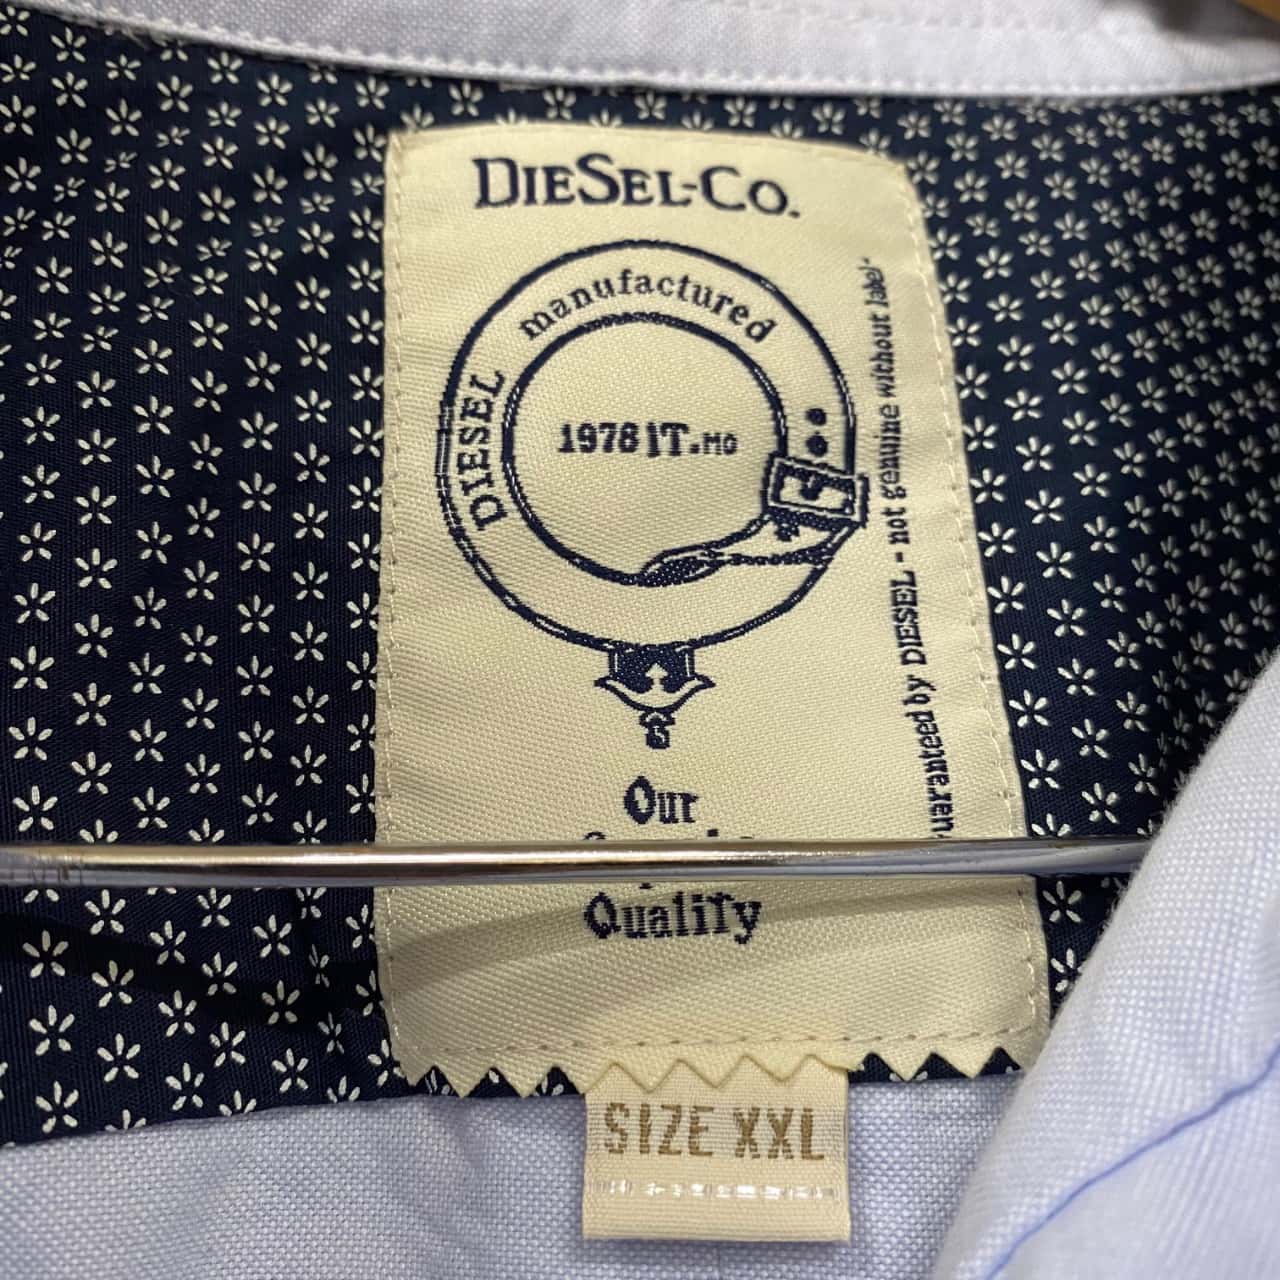 DIESEL-CO.
DIESEL manufactured
1978 IT.MO
Guaranteed by DIESEL - not genuine without label-
Our
Quality
SIZE XXL